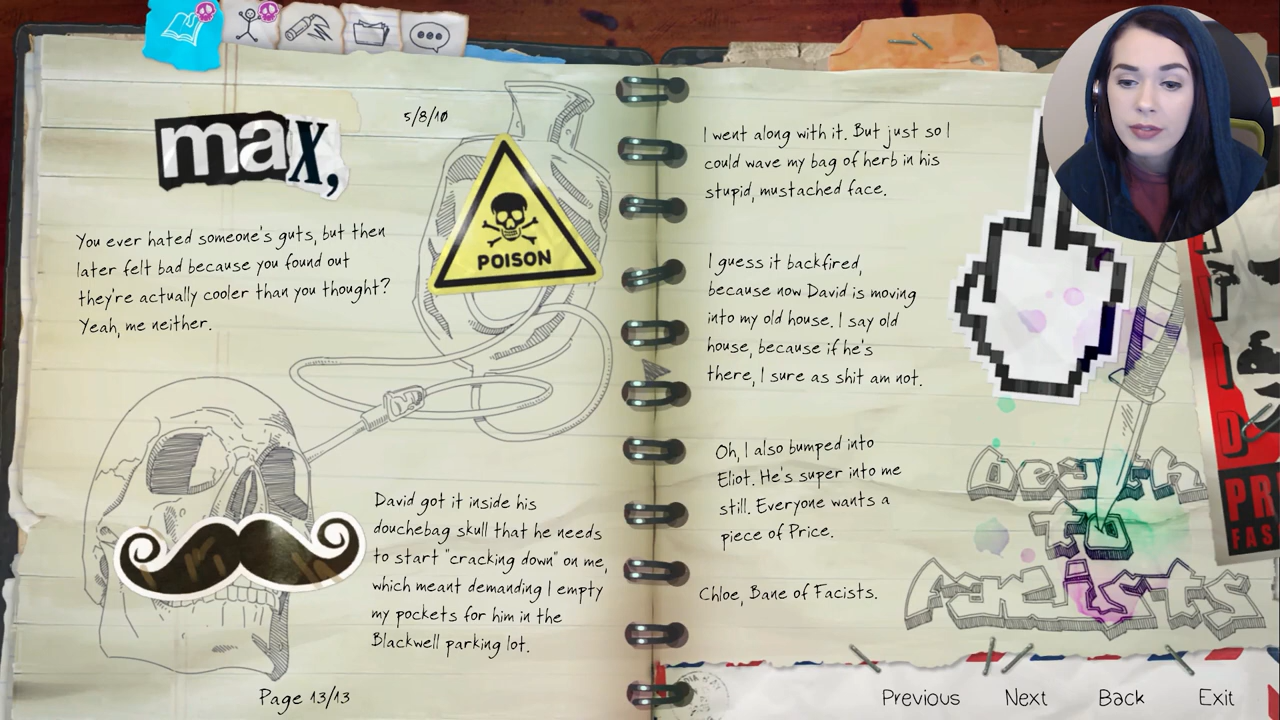 max,
5/8/10
You ever hated someone's guts, but then
later felt bad because you found out
they're actually cooler than you thought?
Yeah, me neither.
POISON
David got it inside his
douchebag skull that he needs
to start "cracking down" on me,
which meant demanding I empty
my pockets for him in the
Blackwell parking lot.
Page 13/13
I went along with it. But just so I
could wave my bag of herb in his
stupid, mustached face.
I guess it backfired,
because now David is moving
into my old house. I say old
house, because if he's
there, I sure as shit am not.
Oh, I also bumped into
Eliot. He's super into me
still. Everyone wants a
piece of Price.
Chloe, Bane of Facists.
death
to
Previous
Next
Back
Exit